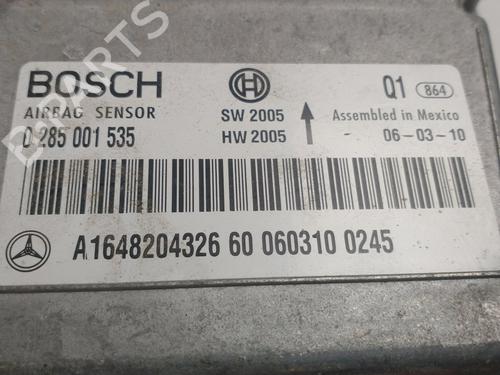 BOSCH
AIRBAG SENSOR
0 285 001 535
SW 2005
HW 2005
Q1 864
Assembled in Mexico
- 06-03-10
A1648204326 60 060310 0245